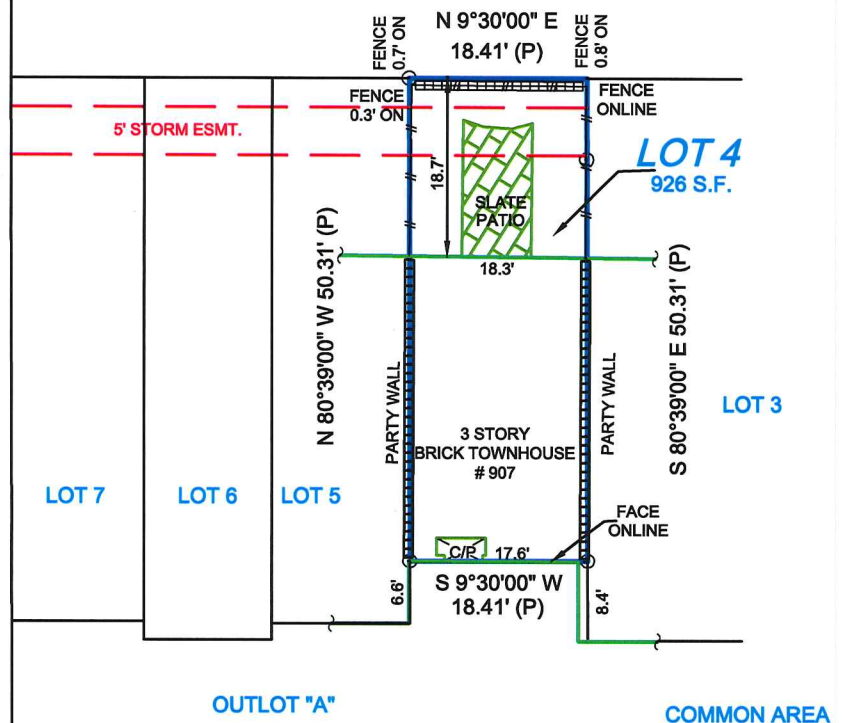 N 9°30'00" E
18.41' (P)
FENCE
0.7' ON
FENCE
0.8' ON
FENCE
0.3' ON
FENCE
ONLINE
5' STORM ESMT.
LOT 4
926 S.F.
18.7'
SLATE
PATIO
18.3'
N 80°39'00" W 50.31' (P)
S 80°39'00" E 50.31' (P)
PARTY WALL
PARTY WALL
LOT 3
3 STORY
BRICK TOWNHOUSE
# 907
LOT 7
LOT 6
LOT 5
FACE
ONLINE
C/P
17.6'
S 9°30'00" W
18.41' (P)
6.6'
8.4'
OUTLOT "A"
COMMON AREA